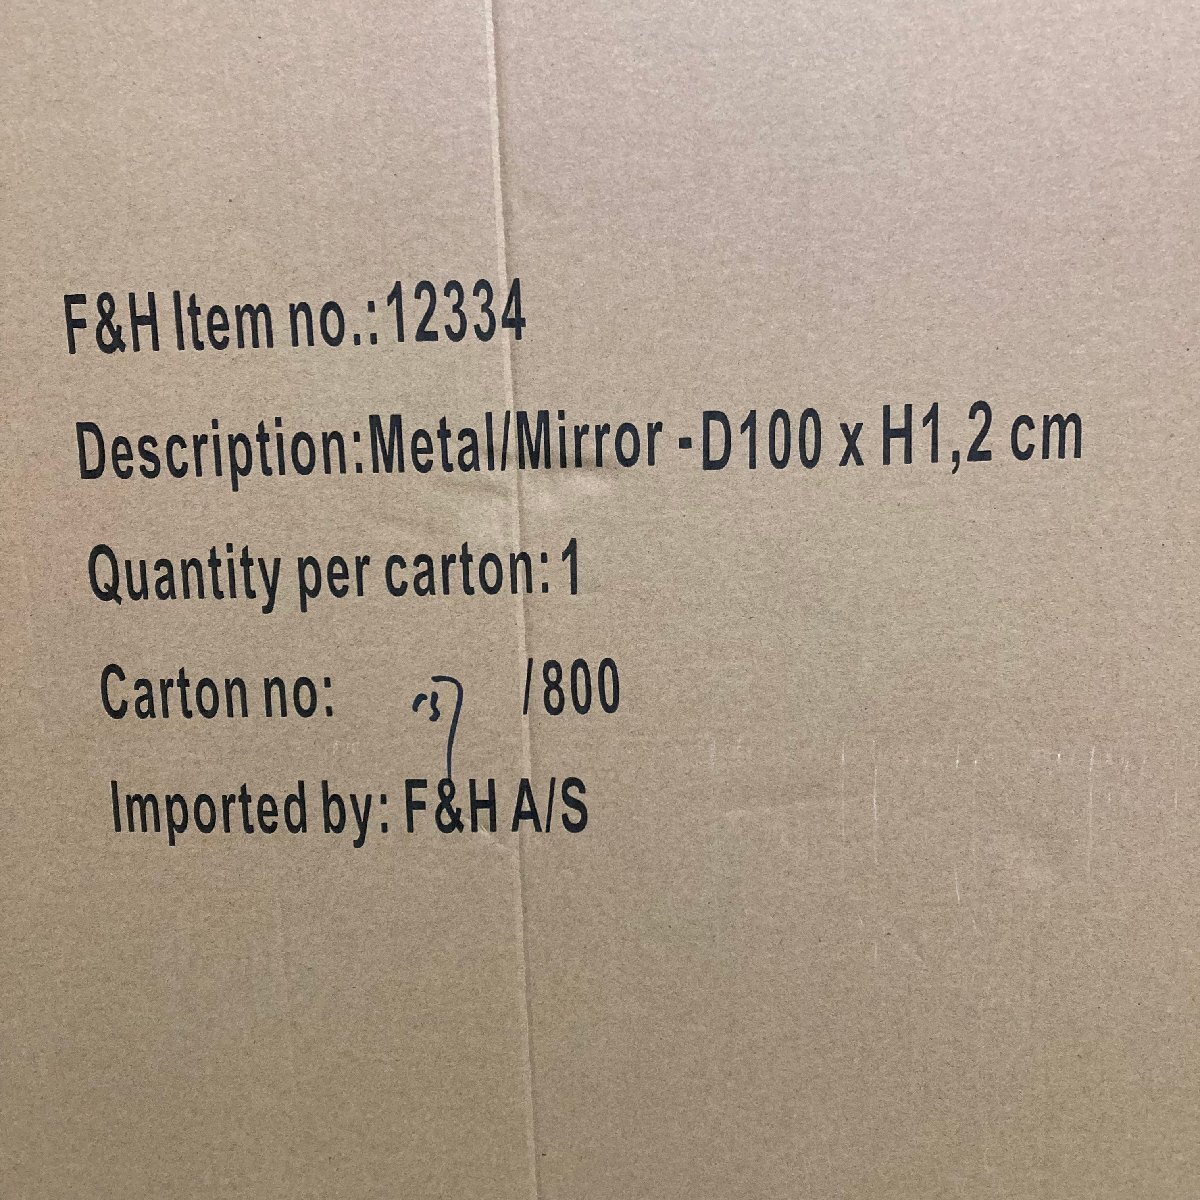 F&H Item no.:12334
Description:Metal/Mirror -D100 x H1,2 cm
Quantity per carton:1
Carton no: /800
Imported by: F&H A/S